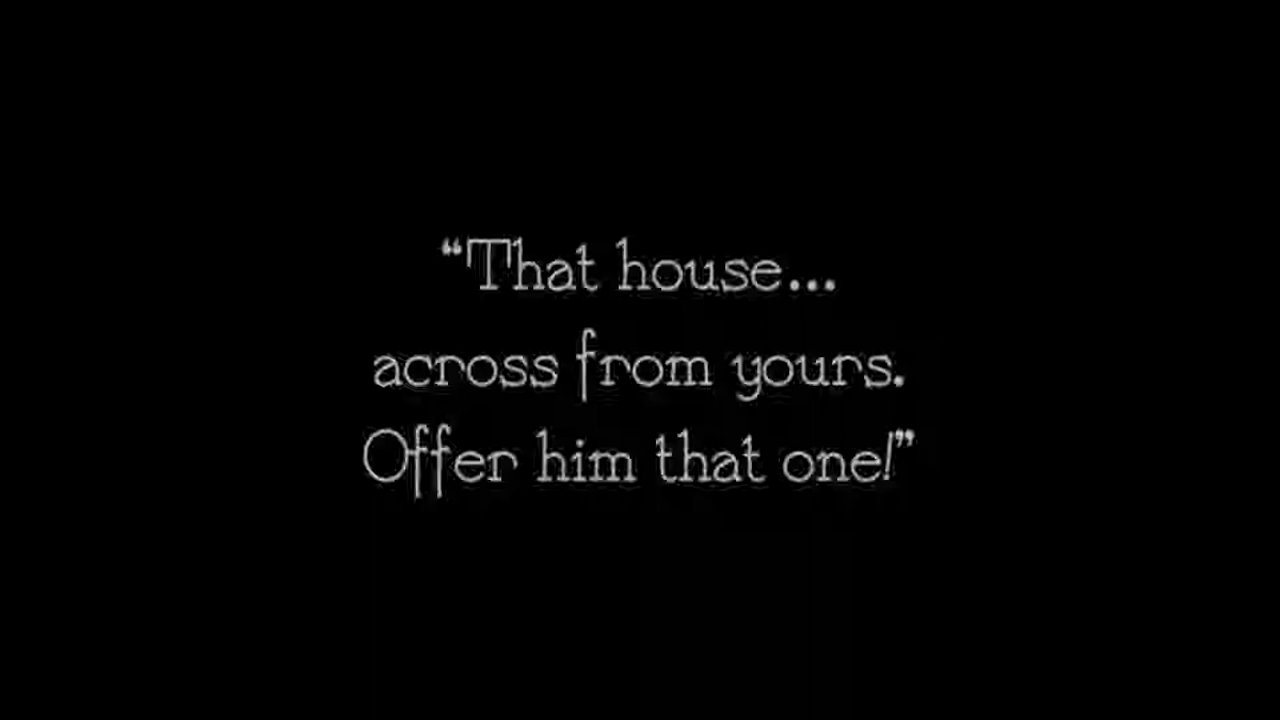 “That house...
across from yours.
Offer him that one!”